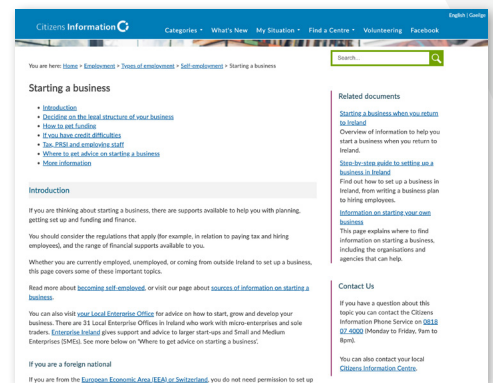 English | Gaeilge
Citizens Information
Categories What's New My Situation Find a Centre Volunteering Facebook
Search...
You are here: Home > Employment > Types of employment > Self-employment > Starting a business
Starting a business
Introduction
Deciding on the legal structure of your business
How to get funding
If you have credit difficulties
Tax, PRSI and employing staff
Where to get advice on starting a business
More information
Introduction
If you are thinking about starting a business, there are supports available to help you with planning,
getting set up and funding and finance.
You should consider the regulations that apply (for example, in relation to paying tax and hiring
employees), and the range of financial supports available to you.
Whether you are currently employed, unemployed, or coming from outside Ireland to set up a business,
this page covers some of these important topics.
Read more about becoming self-employed, or visit our page about sources of information on starting a
business.
You can also visit your Local Enterprise Office for advice on how to start, grow and develop your
business. There are 31 Local Enterprise Offices in Ireland who work with micro-enterprises and sole
traders. Enterprise Ireland gives support and advice to larger start-ups and Small and Medium
Enterprises (SMEs). See more below on 'Where to get advice on starting a business'.
If you are a foreign national
If you are from the European Economic Area (EEA) or Switzerland, you do not need permission to set up
Related documents
Starting a business when you return
to Ireland
Overview of information to help you
start a business when you return to
Ireland.
Step-by-step guide to setting up a
business in Ireland
Find out how to set up a business in
Ireland, from writing a business plan
to hiring employees.
Information on starting your own
business
This page explains where to find
information on starting a business,
including the organisations and
agencies that can help.
Contact Us
If you have a question about this
topic you can contact the Citizens
Information Phone Service on 0818
07 4000 (Monday to Friday, 9am to
8pm).
You can also contact your local
Citizens Information Centre.